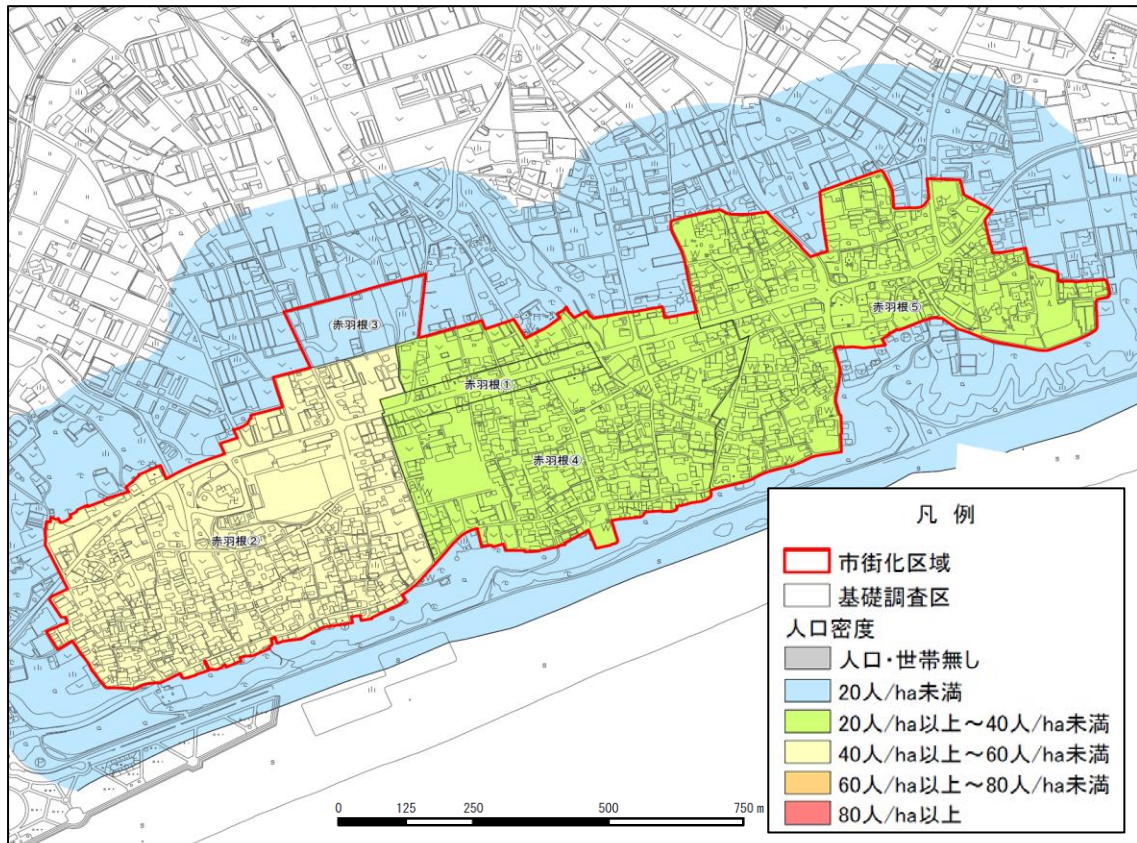 赤羽根③
赤羽根⑤
赤羽根①
赤羽根④
赤羽根②
凡 例
市街化区域
基礎調査区
人口密度
人口・世帯無し
20人/ha未満
20人/ha以上～40人/ha未満
40人/ha以上～60人/ha未満
60人/ha以上～80人/ha未満
80人/ha以上
0 125 250 500 750 m